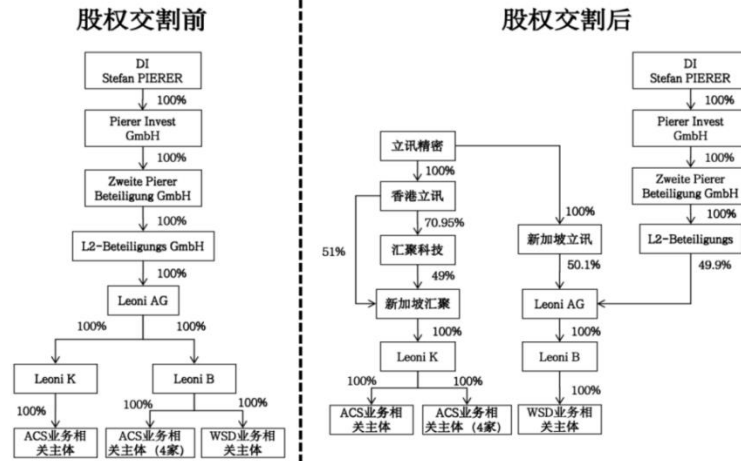 股权交割前
DI
Stefan PIERER
100%
Pierer Invest
GmbH
100%
Zweite Pierer
Beteiligung GmbH
100%
L2-Beteiligungs GmbH
100%
Leoni AG
100%
100%
Leoni K
Leoni B
100%
100%
100%
ACS业务相
关主体
ACS业务相
关主体（4家）
WSD业务相
关主体
股权交割后
DI
Stefan PIERER
100%
Pierer Invest
GmbH
100%
Zweite Pierer
Beteiligung GmbH
100%
L2-Beteiligungs
49.9%
立讯精密
100%
香港立讯
70.95%
51%
汇聚科技
49%
新加坡汇聚
100%
Leoni K
100%
100%
ACS业务相
关主体
ACS业务相
关主体（4家）
100%
新加坡立讯
50.1%
Leoni AG
100%
Leoni B
100%
WSD业务相
关主体